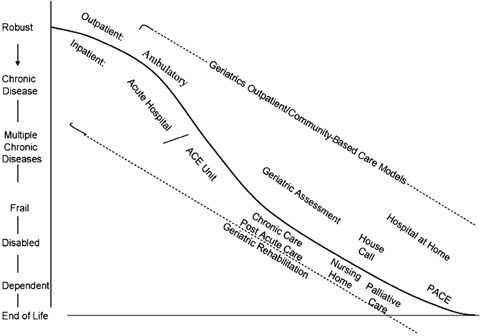 Robust
Chronic
Disease
Multiple
Chronic
Diseases
Frail
Disabled
Dependent
End of Life
Outpatient:
Inpatient:
Ambulatory
Acute Hospital
ACE Unit
Geriatrics Outpatient/Community-Based Care Models
Geriatric Assessment
Hospital at Home
House
Call
PACE
Chronic Care
Post Acute Care
Geriatric Rehabilitation
Nursing
Home
Palliative
Care